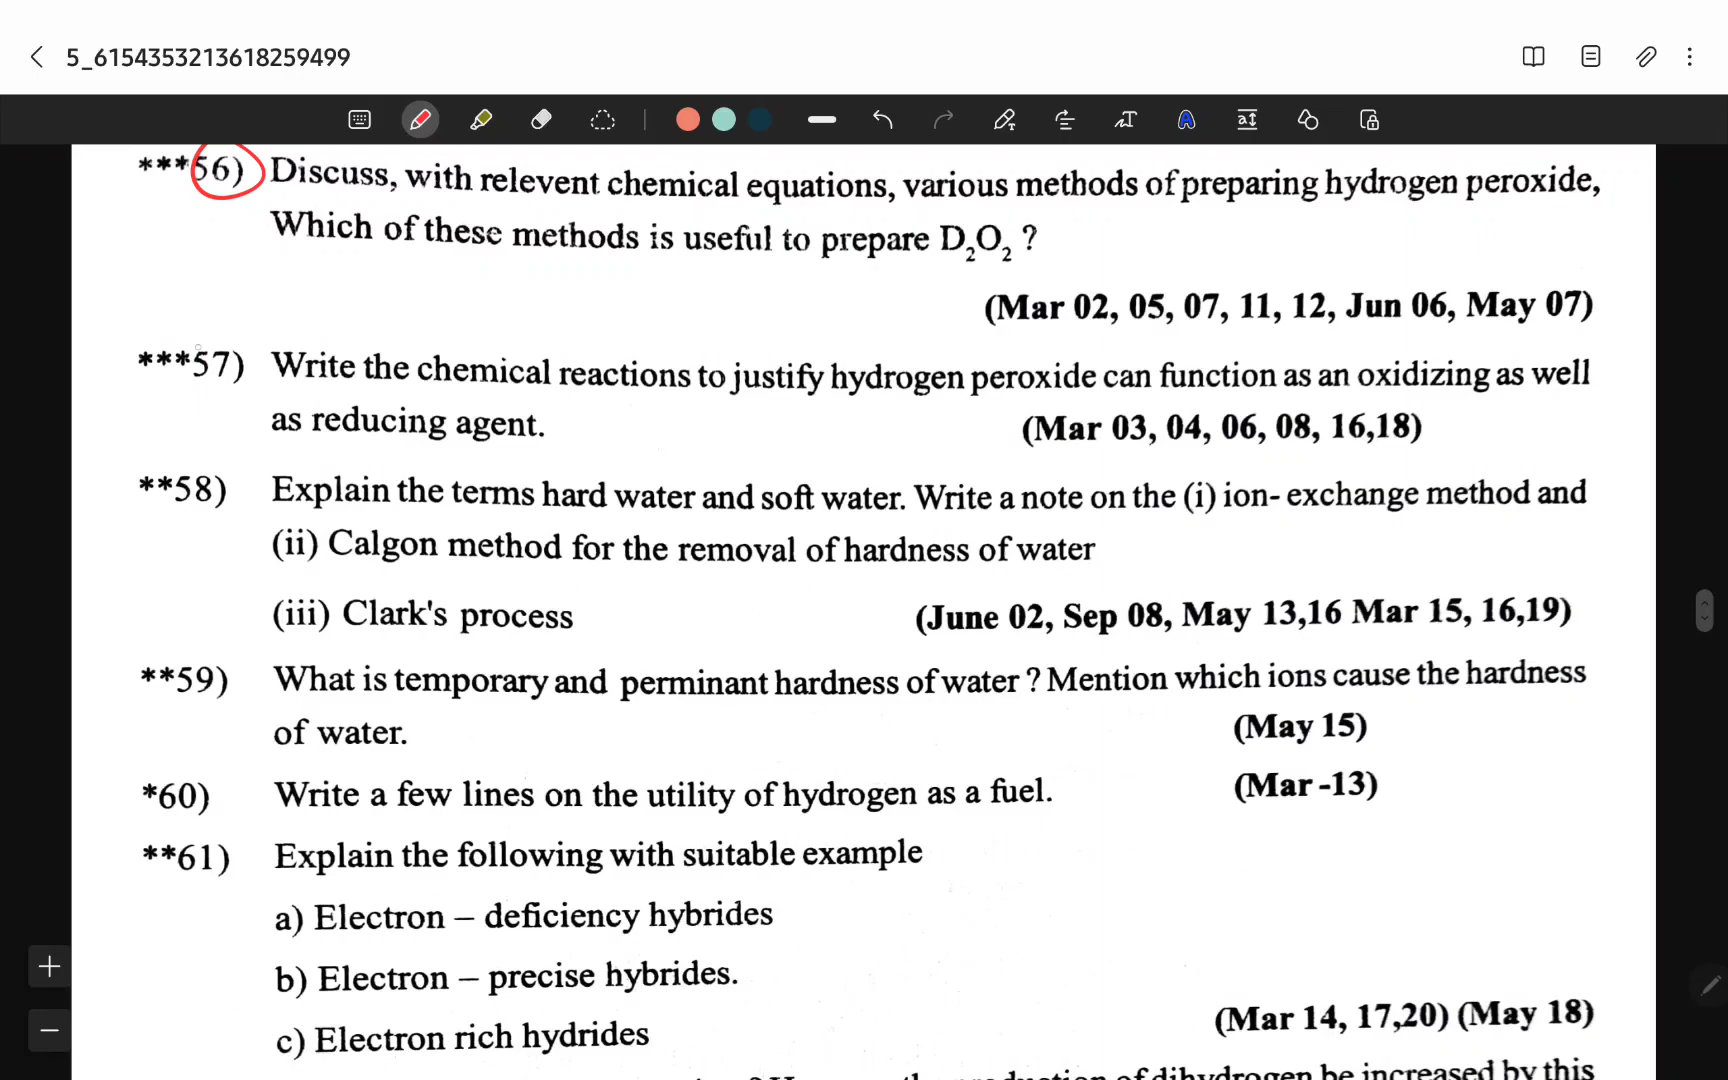 5_6154353213618259499
***56) Discuss, with relevent chemical equations, various methods of preparing hydrogen peroxide,
Which of these methods is useful to prepare D₂O₂ ?
(Mar 02, 05, 07, 11, 12, Jun 06, May 07)
***57) Write the chemical reactions to justify hydrogen peroxide can function as an oxidizing as well
as reducing agent. (Mar 03, 04, 06, 08, 16,18)
**58) Explain the terms hard water and soft water. Write a note on the (i) ion- exchange method and
(ii) Calgon method for the removal of hardness of water
(iii) Clark's process (June 02, Sep 08, May 13,16 Mar 15, 16,19)
**59) What is temporary and perminant hardness of water ? Mention which ions cause the hardness
of water. (May 15)
*60) Write a few lines on the utility of hydrogen as a fuel. (Mar -13)
**61) Explain the following with suitable example
a) Electron – deficiency hybrides
b) Electron – precise hybrides.
c) Electron rich hydrides (Mar 14, 17,20) (May 18)
production of dihydrogen be increased by this